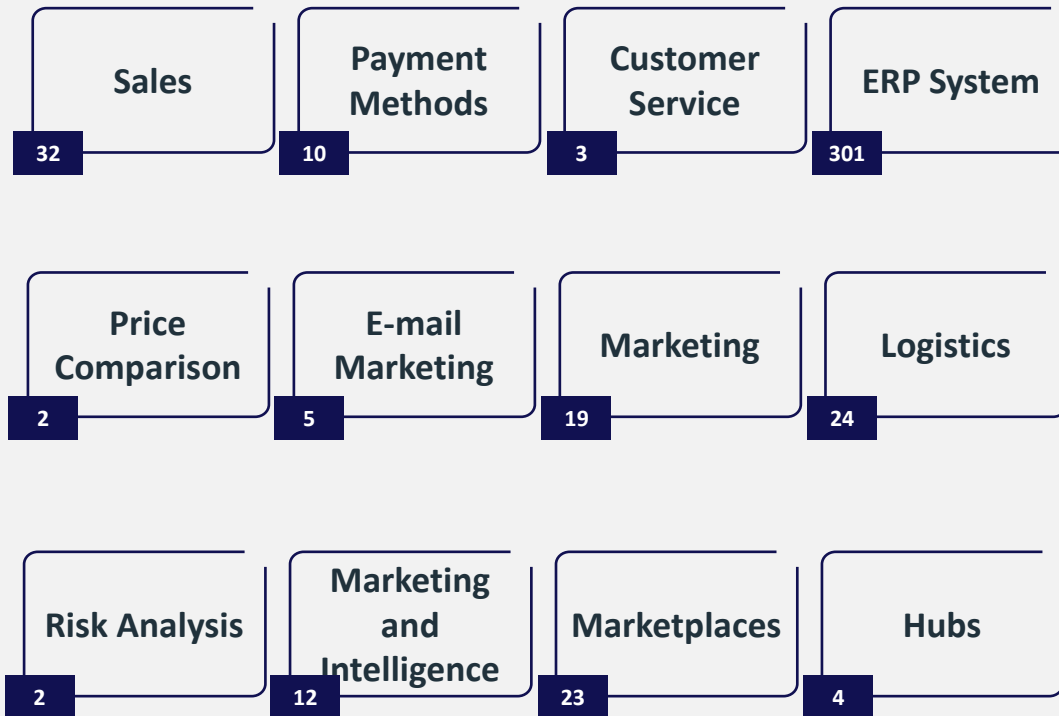 Sales
32
Payment
Methods
10
Customer
Service
3
ERP System
301
Price
Comparison
2
E-mail
Marketing
5
Marketing
19
Logistics
24
Risk Analysis
2
Marketing
and
Intelligence
12
Marketplaces
23
Hubs
4